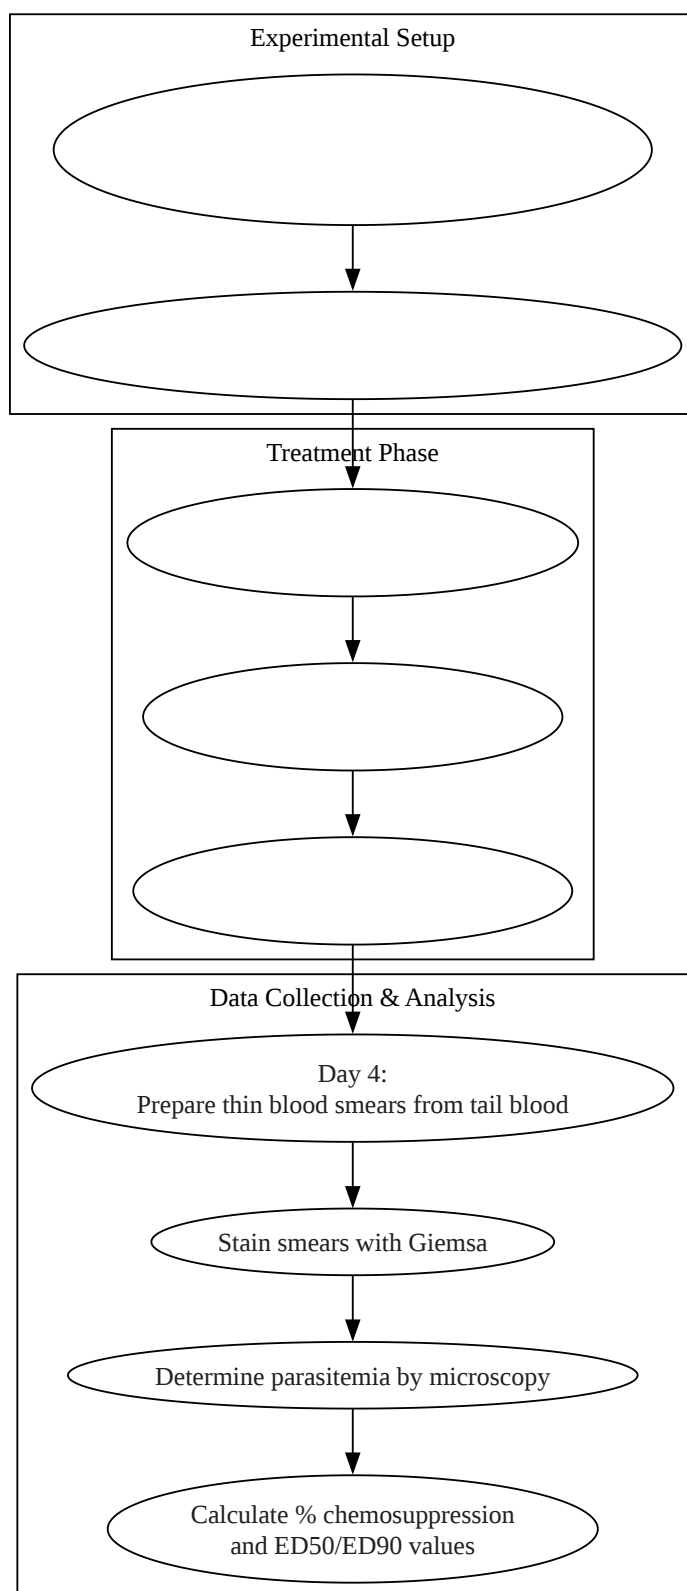 Experimental Setup
Treatment Phase
Data Collection & Analysis
Day 4:
Prepare thin blood smears from tail blood
Stain smears with Giemsa
Determine parasitemia by microscopy
Calculate % chemosuppression
and ED50/ED90 values